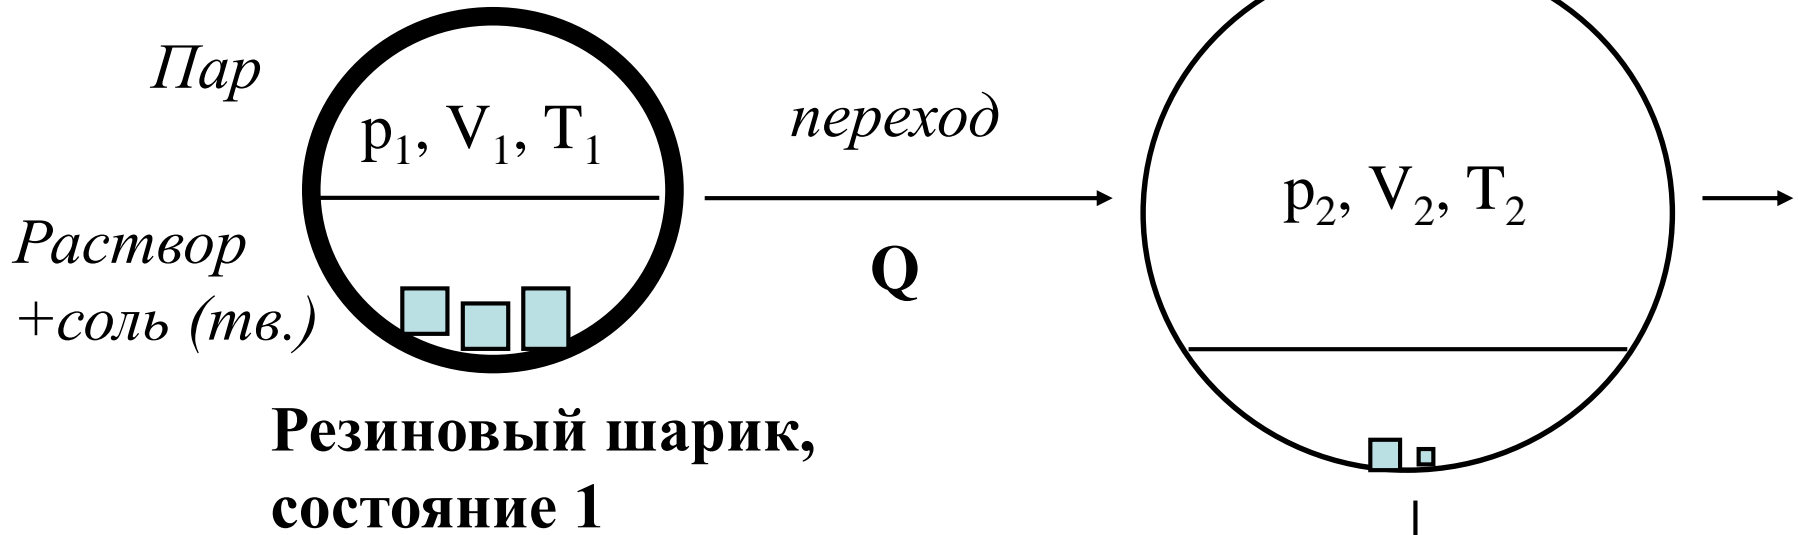 Пар
p₁, V₁, T₁
переход
p₂, V₂, T₂
Раствор
+соль (тв.)
Q
Резиновый шарик,
состояние 1